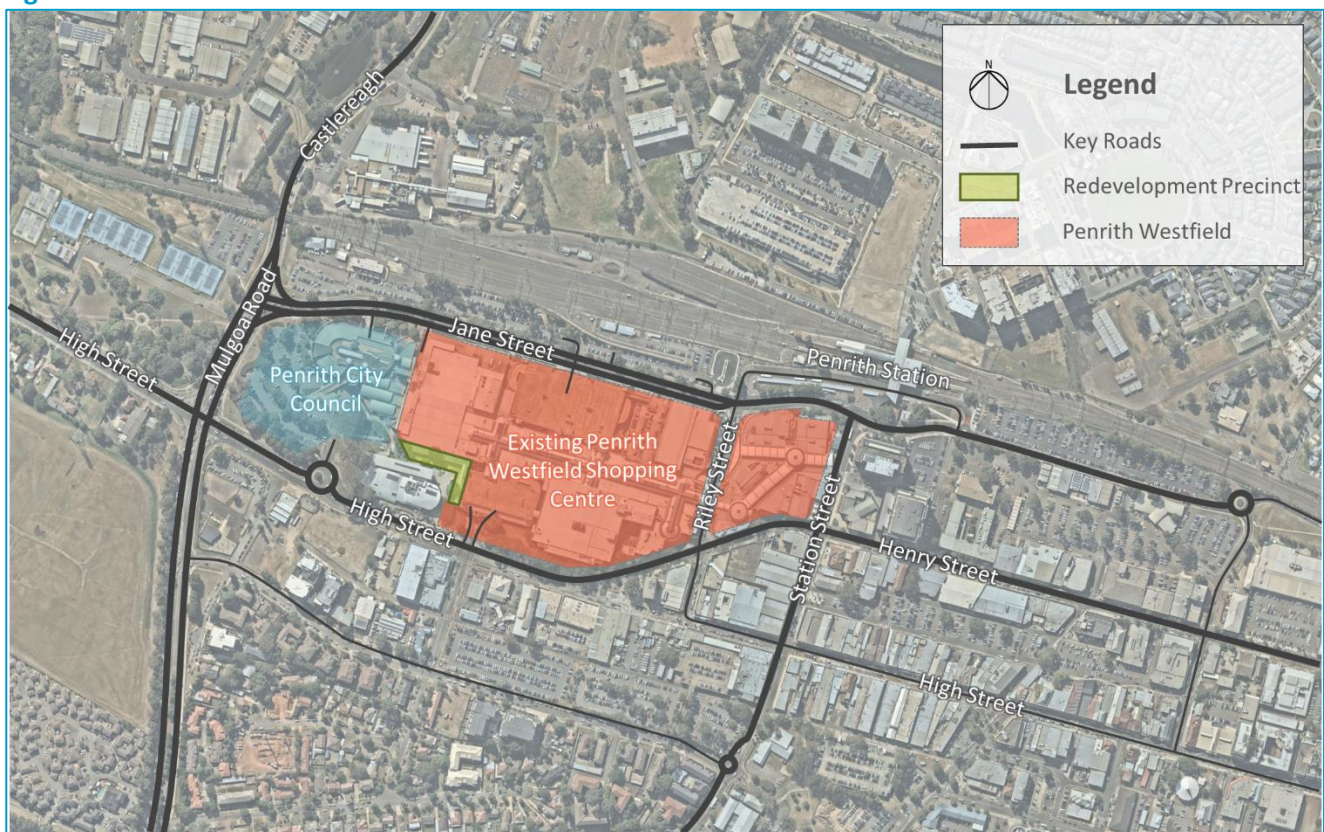 N
Legend
Key Roads
Redevelopment Precinct
Penrith Westfield
Castlereagh
Mulgoa Road
High Street
Jane Street
Penrith Station
Penrith City
Council
Existing Penrith
Westfield Shopping
Centre
Riley Street
Station Street
High Street
Henry Street
High Street